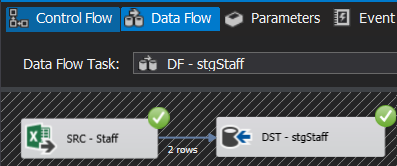 Control Flow Data Flow Parameters Event
Data Flow Task: DF - stgStaff
SRC - Staff DST - stgStaff
2 rows